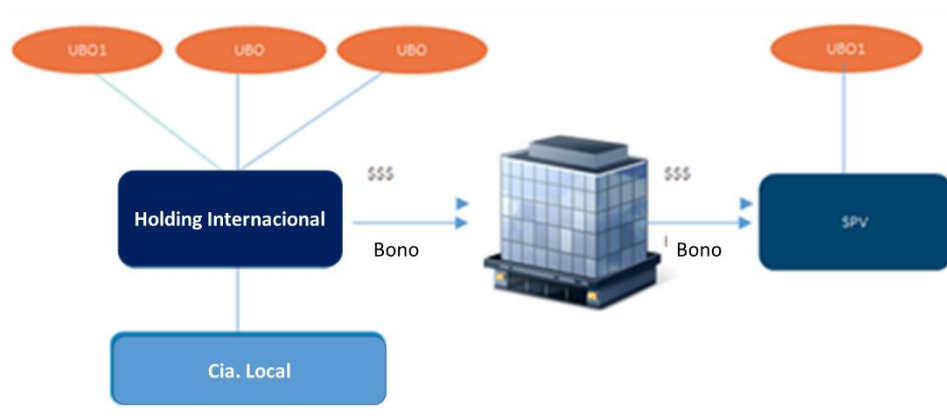 UBO1
UBO
UBO
UBO1
$$$
$$$
Holding Internacional
SPV
Bono
Bono
Cia. Local